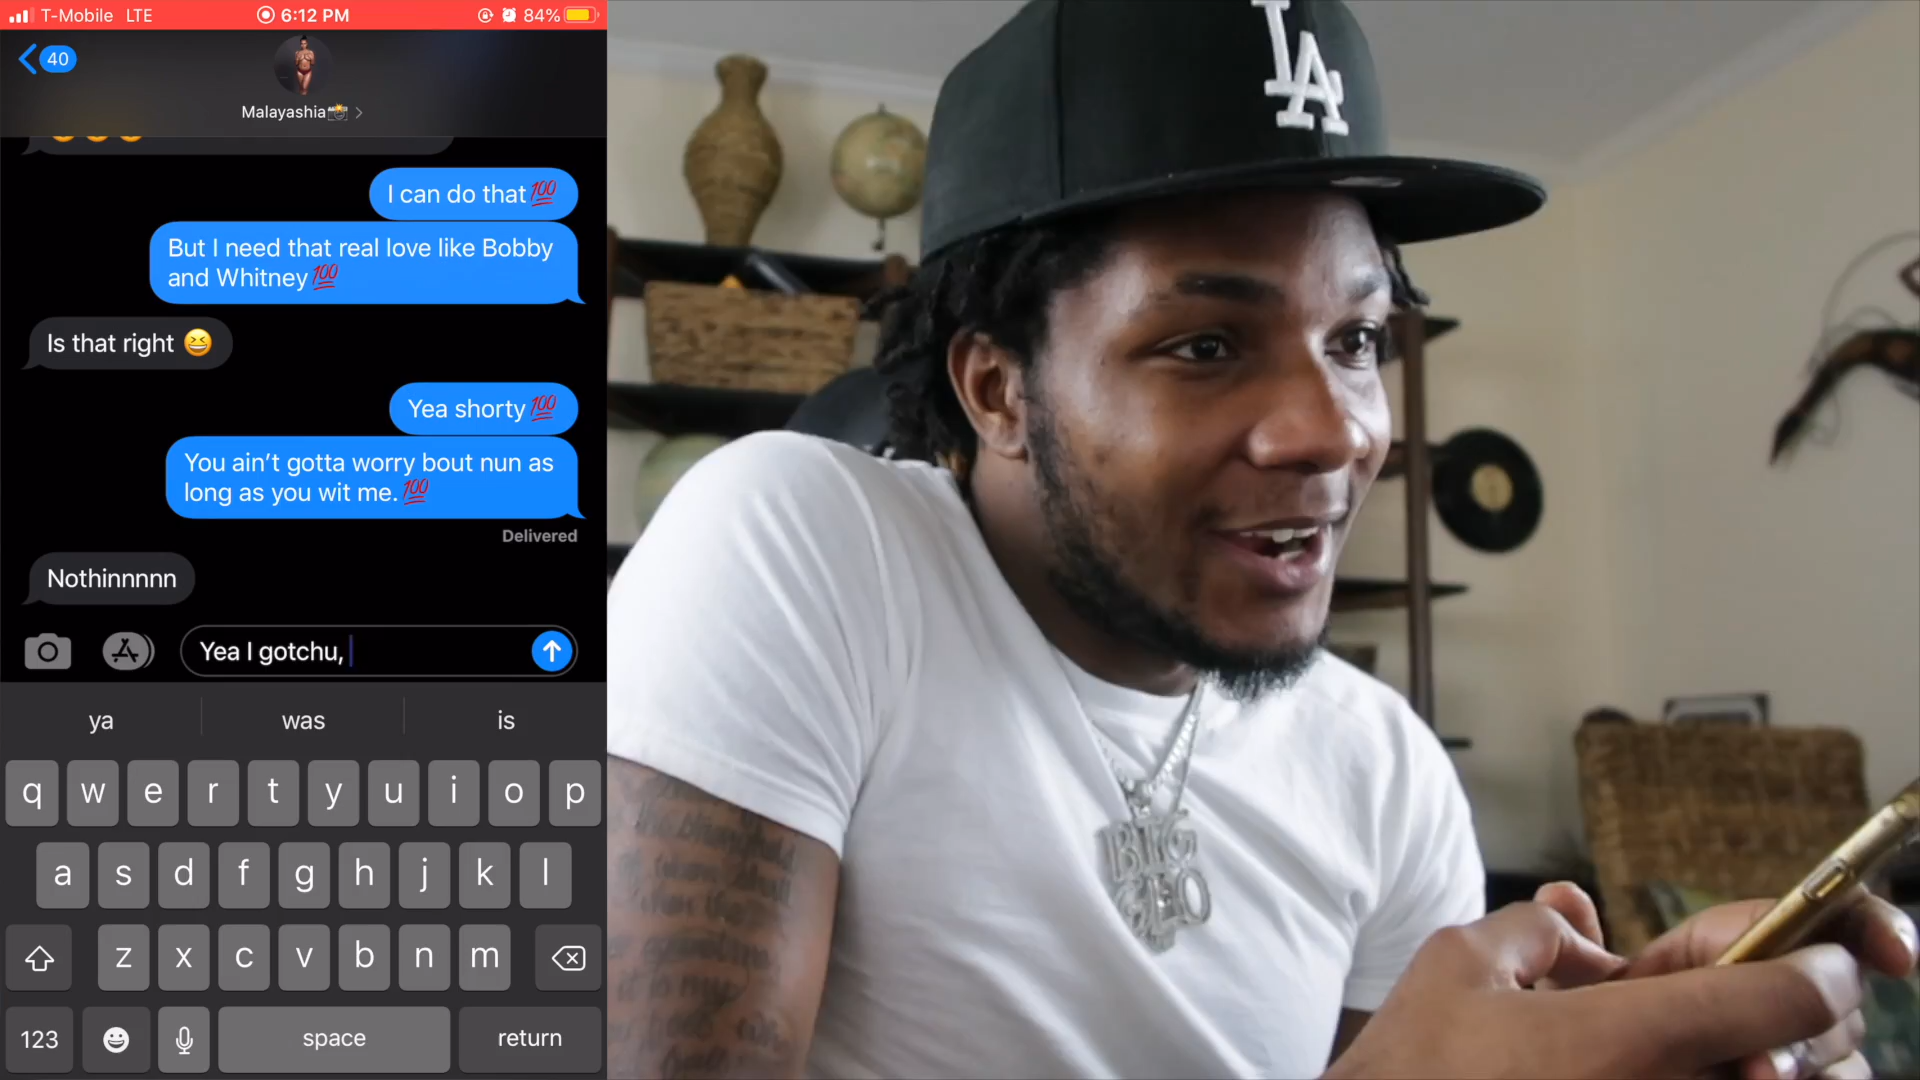 T-Mobile LTE 6:12 PM 84%
40
Malayashia📸 >
I can do that💯
But I need that real love like Bobby
and Whitney💯
Is that right 😆
Yea shorty💯
You ain’t gotta worry bout nun as
long as you wit me.💯
Delivered
Nothinnnnn
Yea I gotchu,
ya was is
q w e r t y u i o p
a s d f g h j k l
z x c v b n m
123 space return
LA
BIG
GLO